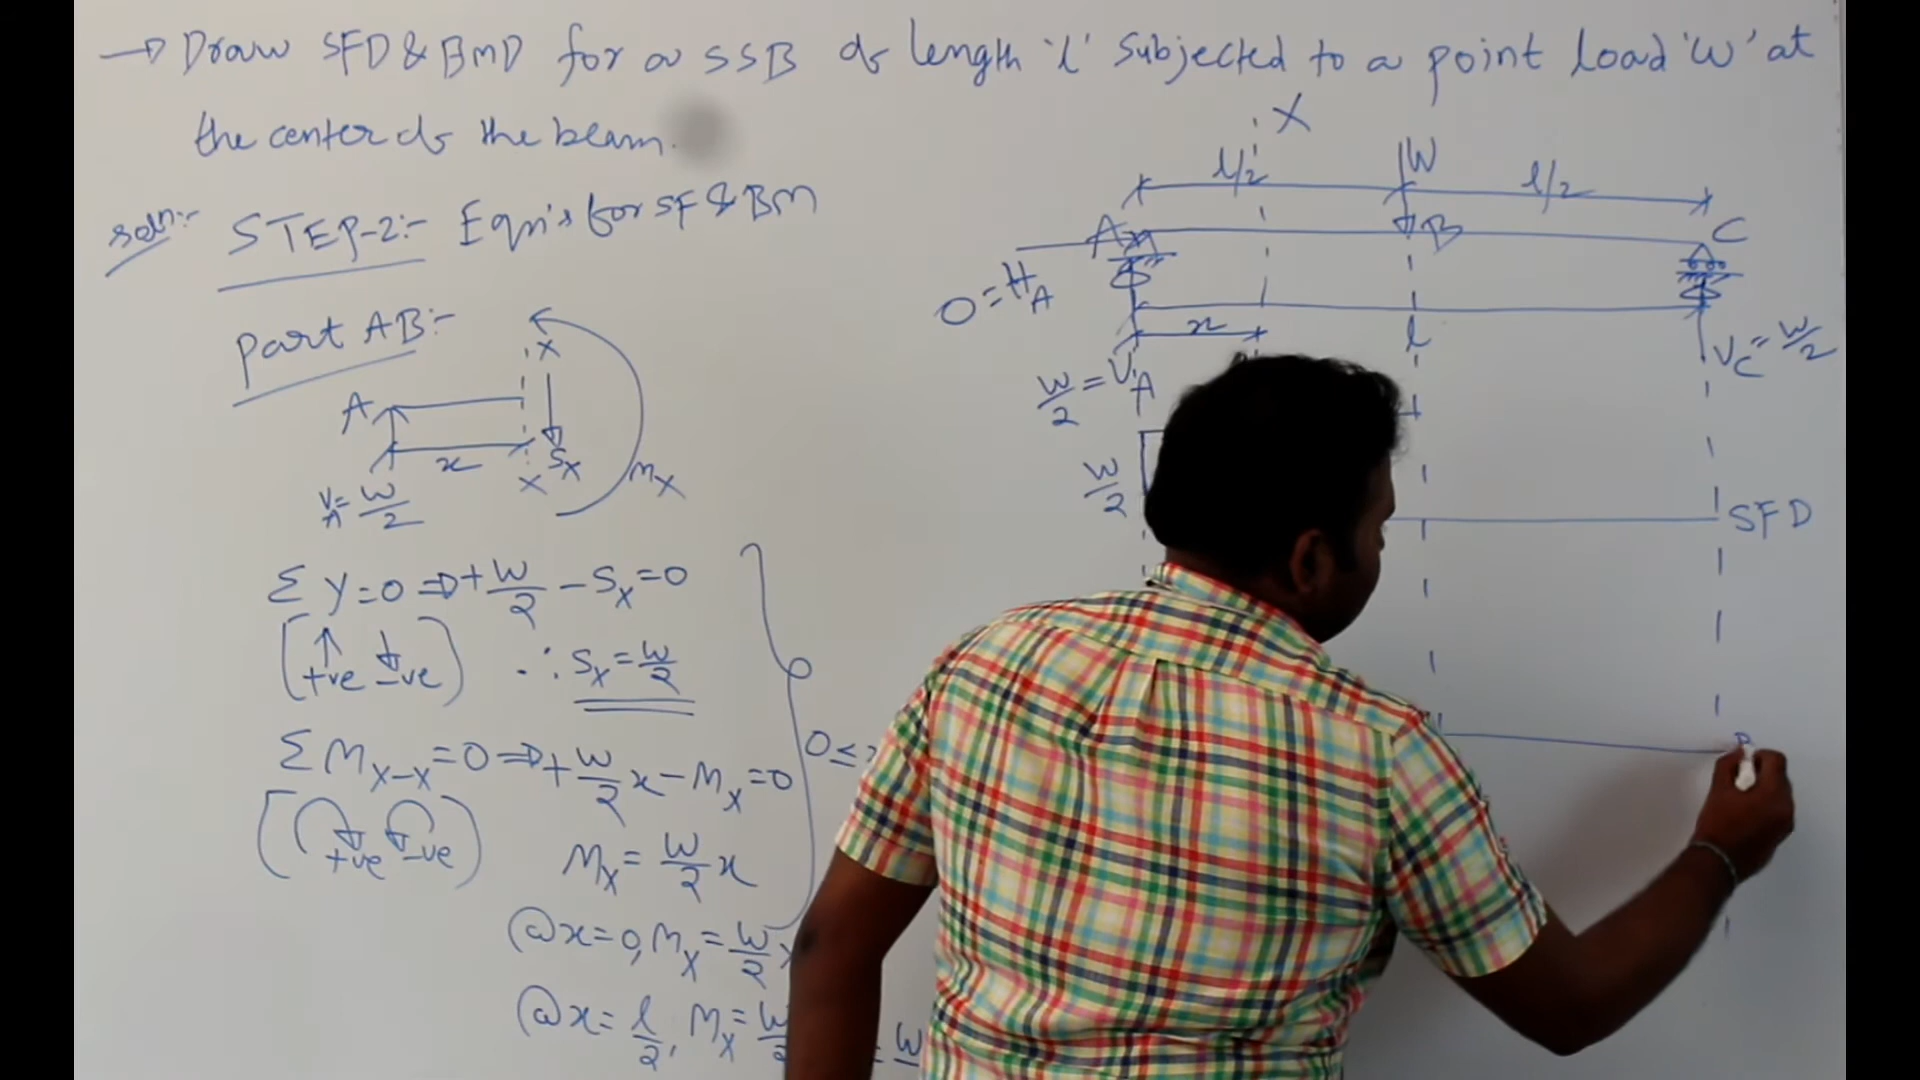 → Draw SFD & BMD for a SSB of length 'l' subjected to a point load 'W' at
the center of the beam.
Soln:- STEP-2:- Eqn's for SF & BM
Part AB:-
A
X
x
Sx
X
Mx
VA = W/2
ΣY=0 ⇒ +W/2 - Sx=0
[↑ +ve ↓ -ve]
∴ Sx = W/2
ΣMx-x=0 ⇒ +W/2 x - Mx=0
[+ve -ve]
Mx = W/2 x
@x=0, Mx = W/2
@x= l/2, Mx = W/2
= W
0 ≤
X
l/2
W
l/2
A
B
C
0 = HA
x
l
W/2 = VA
VC = W/2
+
W/2
SFD